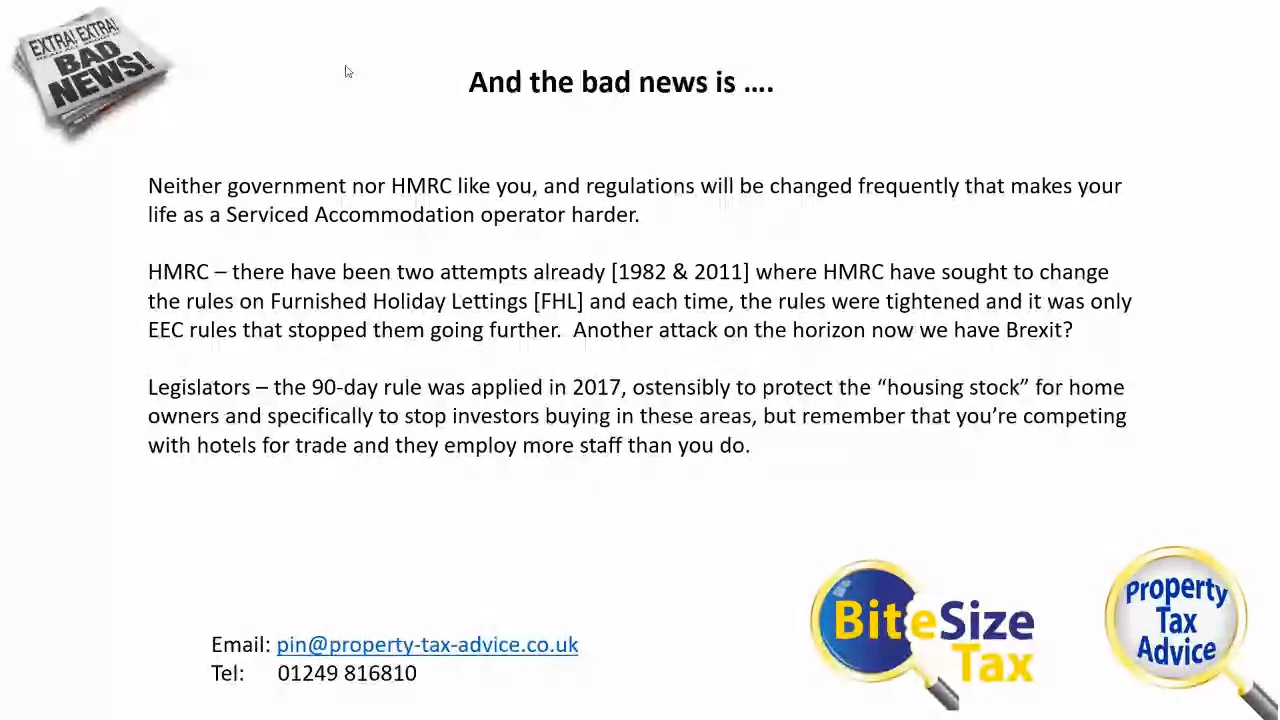 EXTRA! EXTRA!
BAD
NEWS!
And the bad news is ….
Neither government nor HMRC like you, and regulations will be changed frequently that makes your
life as a Serviced Accommodation operator harder.
HMRC – there have been two attempts already [1982 & 2011] where HMRC have sought to change
the rules on Furnished Holiday Lettings [FHL] and each time, the rules were tightened and it was only
EEC rules that stopped them going further.  Another attack on the horizon now we have Brexit?
Legislators – the 90-day rule was applied in 2017, ostensibly to protect the “housing stock” for home
owners and specifically to stop investors buying in these areas, but remember that you’re competing
with hotels for trade and they employ more staff than you do.
Email: pin@property-tax-advice.co.uk
Tel: 01249 816810
BiteSize
Tax
Property
Tax
Advice